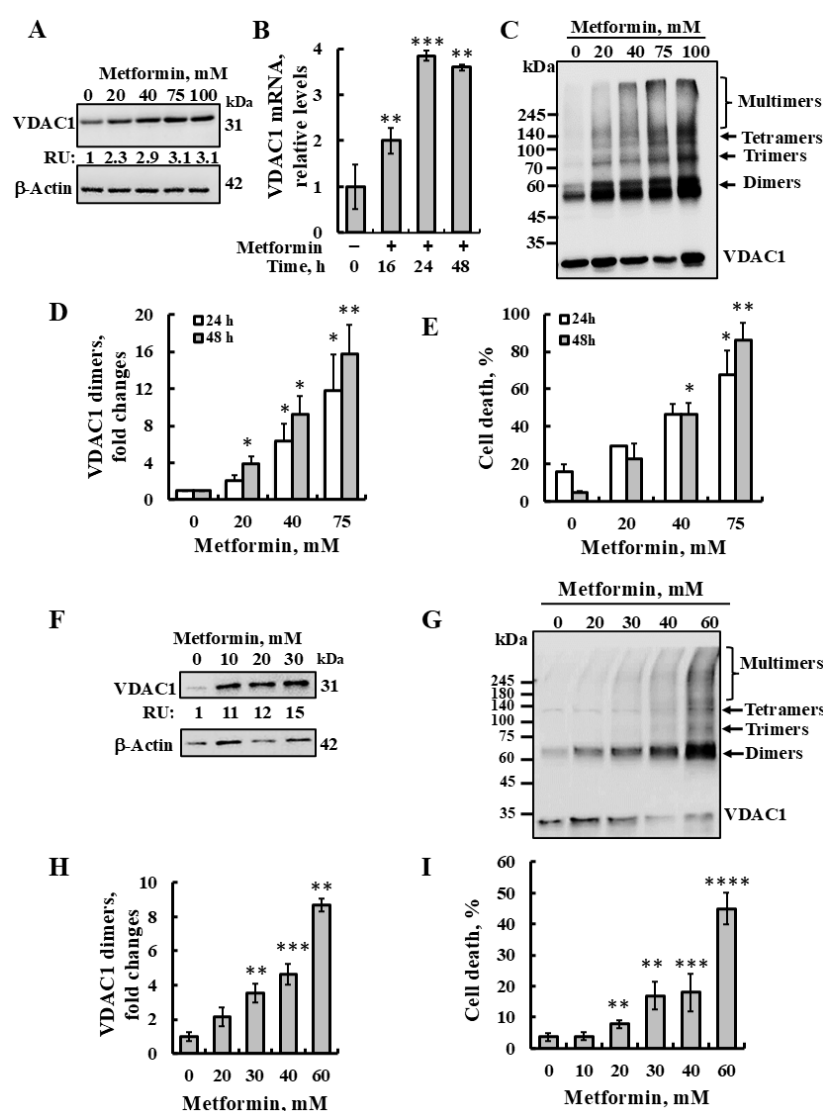 A
Metformin, mM
0 20 40 75 100 kDa
VDAC1 31
RU: 1 2.3 2.9 3.1 3.1
β-Actin 42
B
VDAC1 mRNA,
relative levels
4
3
2
1
0
** *** **
Metformin – + + +
Time, h 0 16 24 48
C
Metformin, mM
0 20 40 75 100
kDa
245
140
100
70
60
45
35
Multimers
Tetramers
Trimers
Dimers
VDAC1
D
VDAC1 dimers,
fold changes
20
16
12
8
4
0
24 h
48 h
* * * * **
0 20 40 75
Metformin, mM
E
Cell death, %
100
80
60
40
20
0
24h
48h
* * **
0 20 40 75
Metformin, mM
F
Metformin, mM
0 10 20 30 kDa
VDAC1 31
RU: 1 11 12 15
β-Actin 42
G
Metformin, mM
0 20 30 40 60
kDa
245
180
140
100
75
60
45
35
Multimers
Tetramers
Trimers
Dimers
VDAC1
H
VDAC1 dimers,
fold changes
10
8
6
4
2
0
** *** **
0 20 30 40 60
Metformin, mM
I
Cell death, %
60
50
40
30
20
10
0
** ** *** ****
0 10 20 30 40 60
Metformin, mM